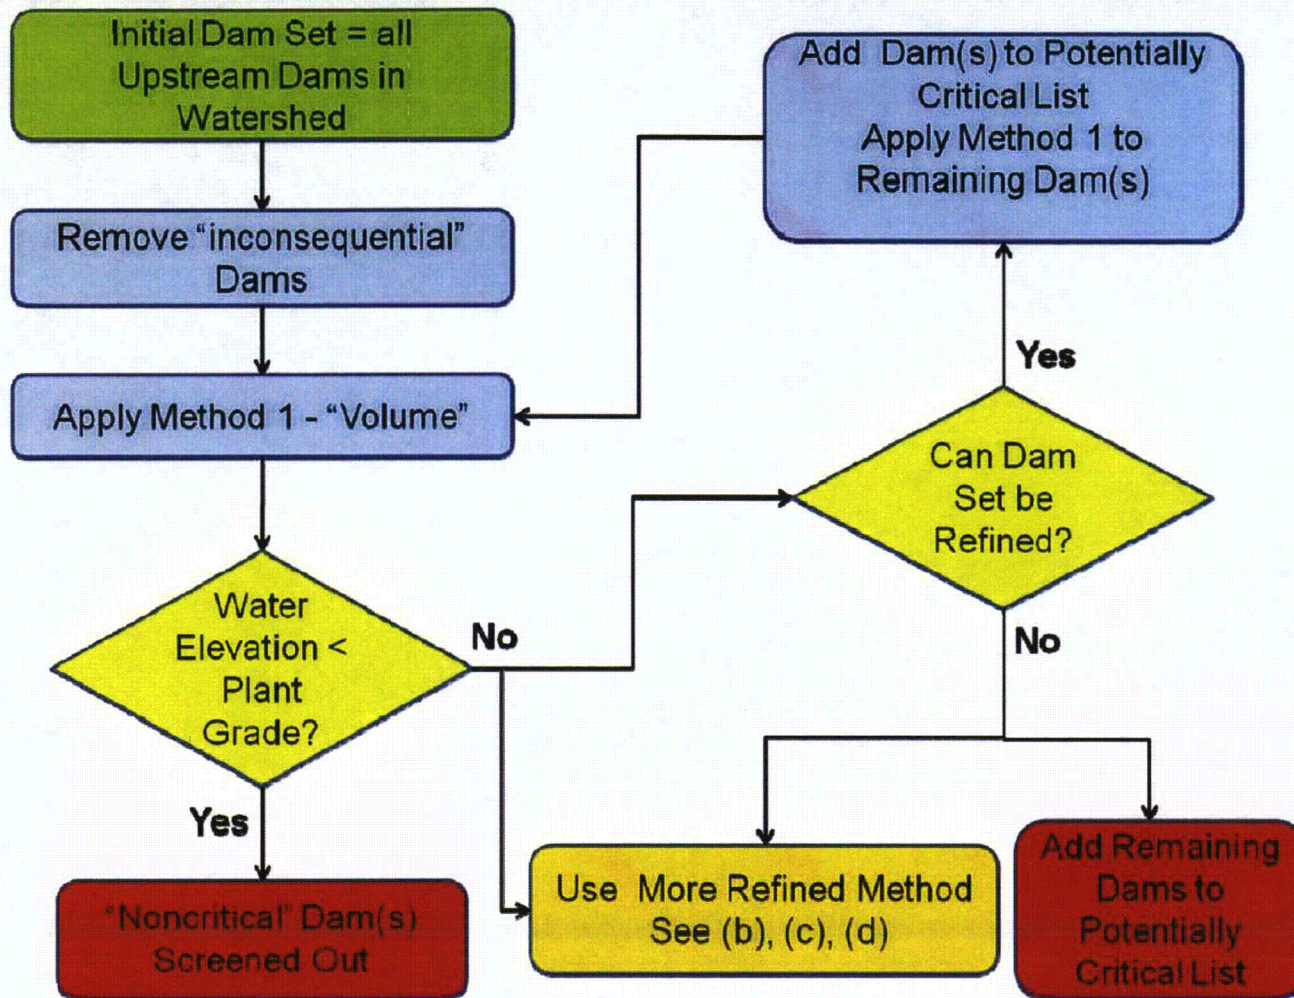 Initial Dam Set = all
Upstream Dams in
Watershed
Remove “inconsequential”
Dams
Apply Method 1 - “Volume”
Water
Elevation <
Plant
Grade?
No
Yes
“Noncritical” Dam(s)
Screened Out
Add Dam(s) to Potentially
Critical List
Apply Method 1 to
Remaining Dam(s)
Yes
Can Dam
Set be
Refined?
No
Use More Refined Method
See (b), (c), (d)
Add Remaining
Dams to
Potentially
Critical List